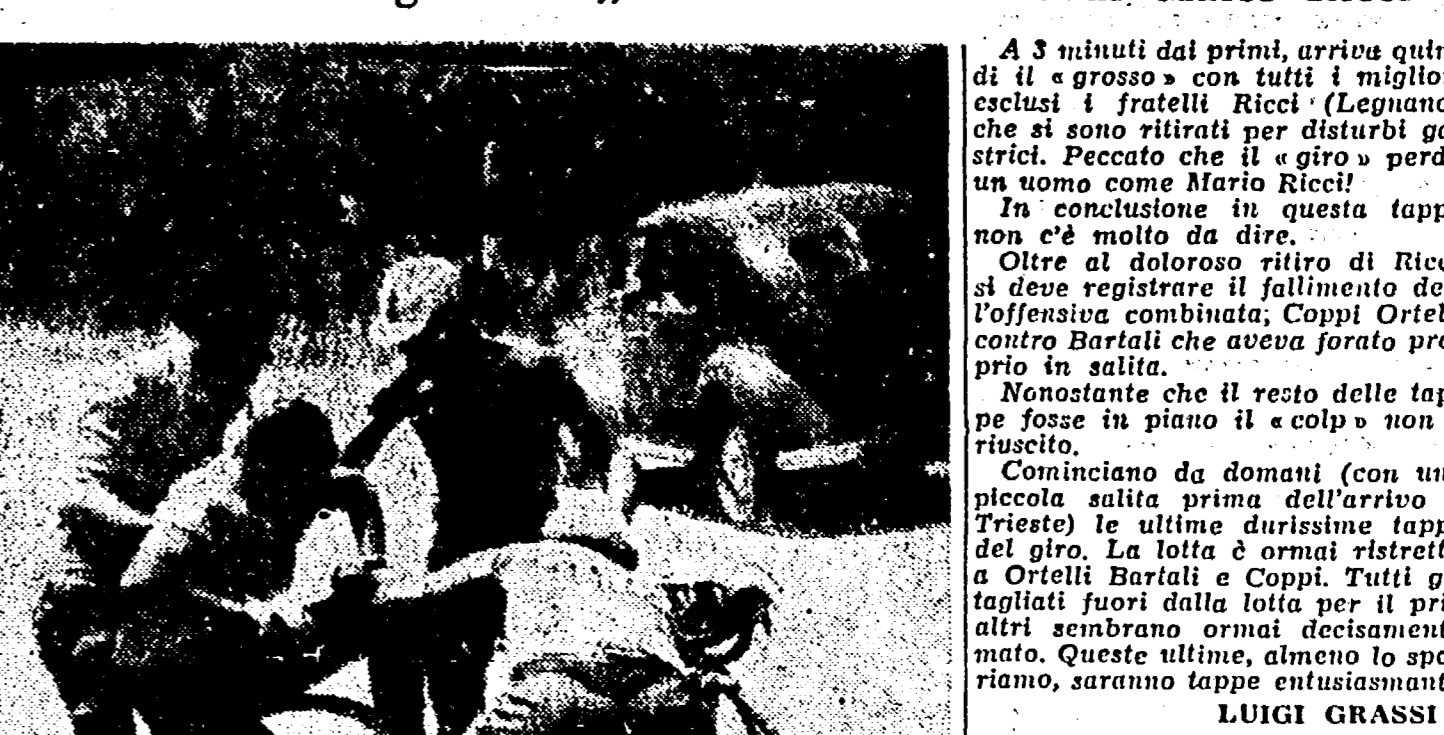 A 3 minuti dai primi, arriva quin
di il « grosso » con tutti i miglior
esclusi i fratelli Ricci (Legnano
che si sono ritirati per disturbi ga
strici. Peccato che il « giro » perd
un uomo come Mario Ricci!
In conclusione in questa tapp
non c'è molto da dire.
Oltre al doloroso ritiro di Ricc
si deve registrare il fallimento de
l'offensiva combinata; Coppi Ortel
contro Bartali che aveva forato pro
prio in salita.
Nonostante che il resto delle tap
pe fosse in piano il « colp » non
riuscito.
Cominciano da domani (con un
piccola salita prima dell'arrivo
Trieste) le ultime durissime tapp
del giro. La lotta è ormai ristrett
a Ortelli Bartali e Coppi. Tutti g
tagliati fuori dalla lotta per il pri
altri sembrano ormai decisament
mato. Queste ultime, almeno lo spe
riamo, saranno tappe entusiasmant
LUIGI GRASSI